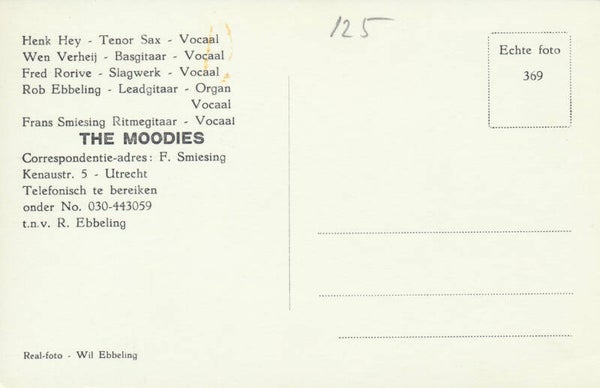 Henk Hey - Tenor Sax - Vocaal
Wen Verheij - Basgitaar - Vocaal
Fred Rorive - Slagwerk - Vocaal
Rob Ebbeling - Leadgitaar - Organ
Vocaal
Frans Smiesing Ritmegitaar - Vocaal
THE MOODIES
Correspondentie-adres: F. Smiesing
Kenaustr. 5 - Utrecht
Telefonisch te bereiken
onder No. 030-443059
t.n.v. R. Ebbeling
Real-foto - Wil Ebbeling
125
Echte foto
369